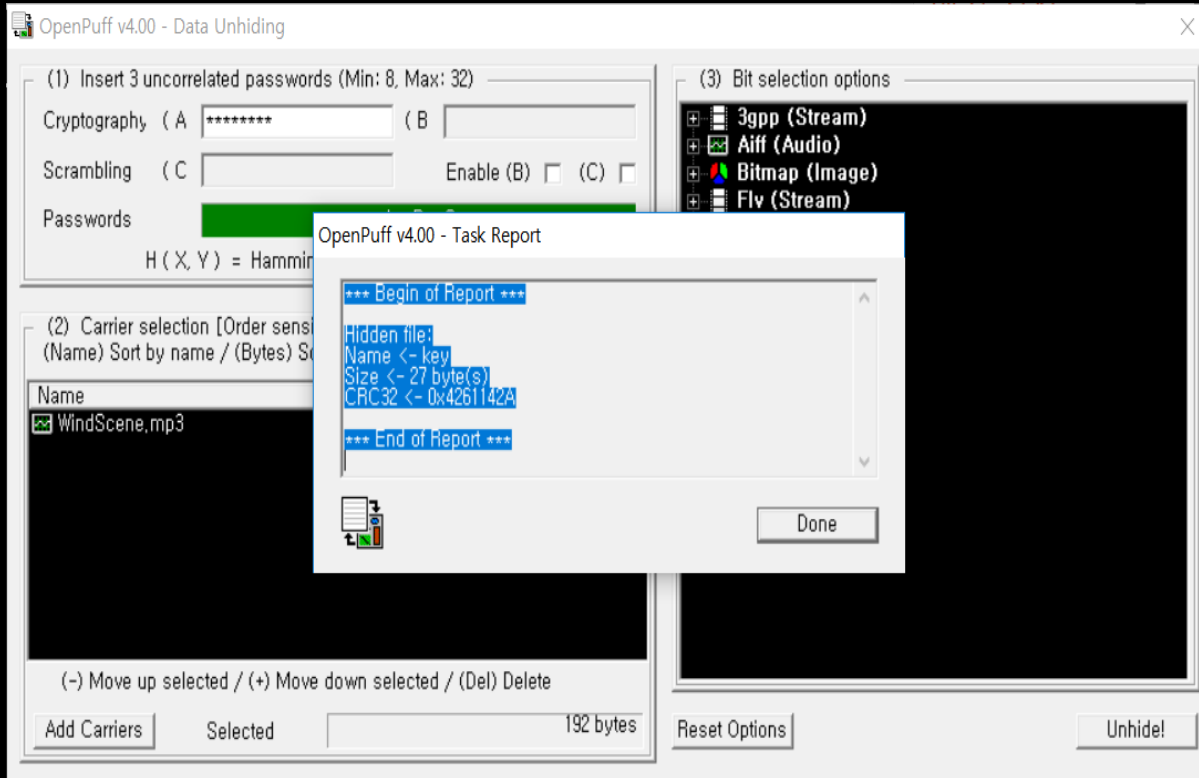 OpenPuff v4.00 - Data Unhiding
(1) Insert 3 uncorrelated passwords (Min: 8, Max: 32)
Cryptography (A ******** (B
Scrambling (C Enable (B) (C)
Passwords
H ( X, Y ) = Hammin
(2) Carrier selection [Order sensi
(Name) Sort by name / (Bytes) S
Name
WindScene.mp3
(-) Move up selected / (+) Move down selected / (Del) Delete
Add Carriers Selected 192 bytes
(3) Bit selection options
3gpp (Stream)
Aiff (Audio)
Bitmap (Image)
Flv (Stream)
Reset Options Unhide!
OpenPuff v4.00 - Task Report
*** Begin of Report ***
Hidden file:
Name <- key
Size <- 27 byte(s)
CRC32 <- 0x4261142A
*** End of Report ***
Done